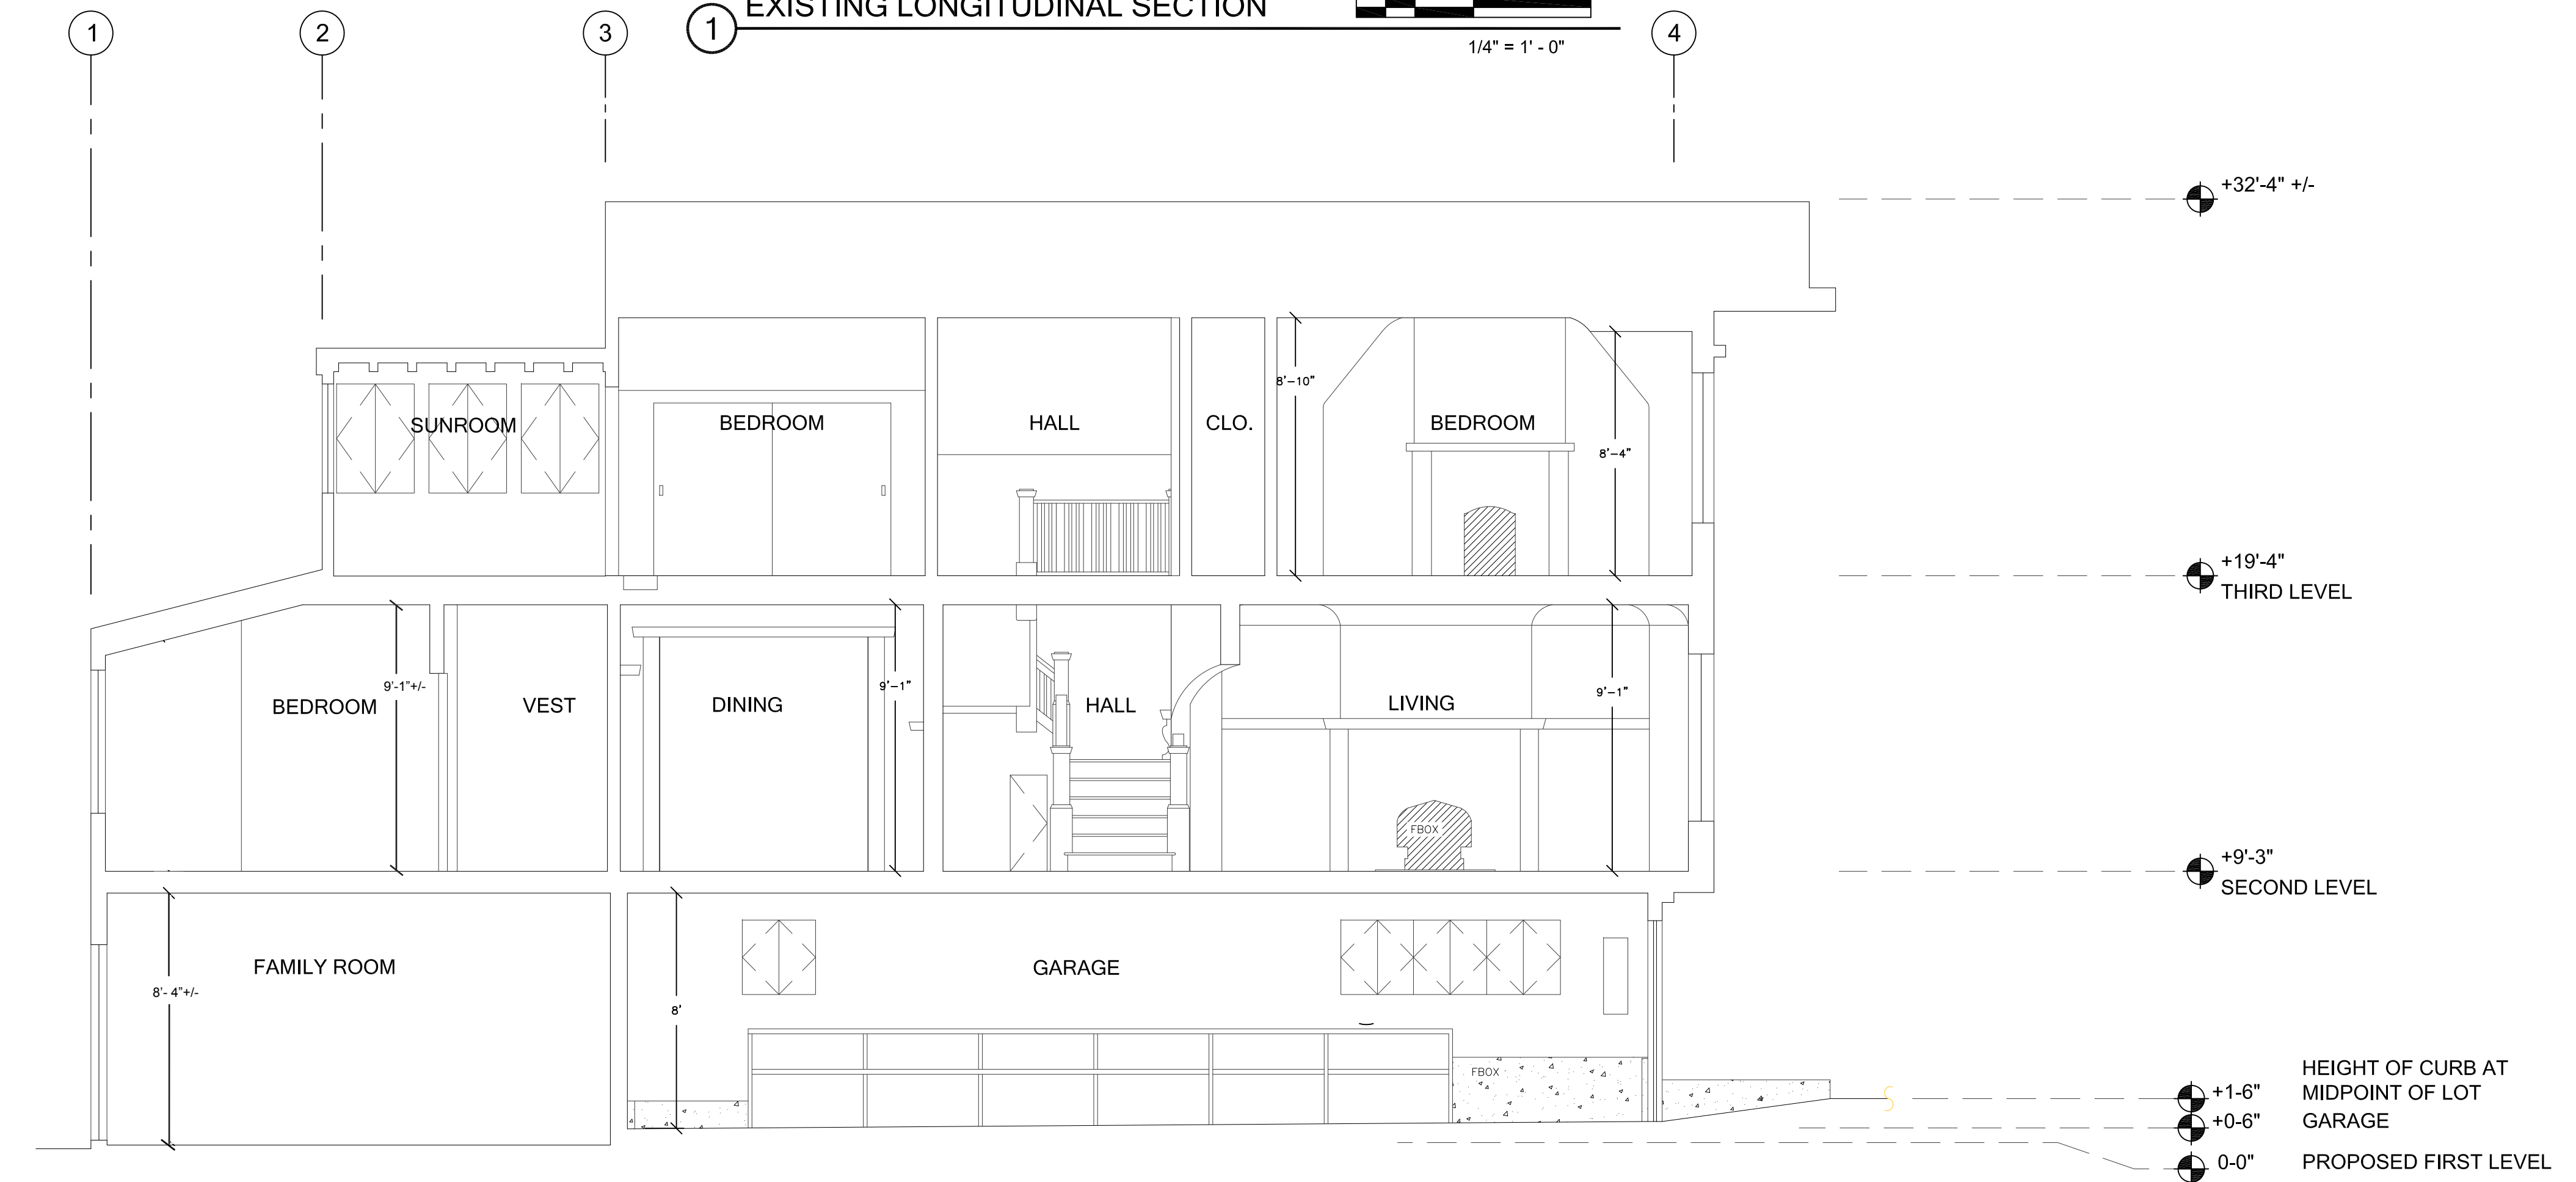 EXISTING LONGITUDINAL SECTION
1
1/4" = 1' - 0"
1
2
3
4
+32'-4" +/-
8'-10"
SUNROOM
BEDROOM
HALL
CLO.
BEDROOM
8'-4"
+19'-4"
THIRD LEVEL
9'-1"+/-
9'-1"
9'-1"
BEDROOM
VEST
DINING
HALL
LIVING
FBOX
+9'-3"
SECOND LEVEL
FAMILY ROOM
GARAGE
8'- 4"+/-
8'
FBOX
HEIGHT OF CURB AT
+1-6" MIDPOINT OF LOT
+0-6" GARAGE
0-0" PROPOSED FIRST LEVEL